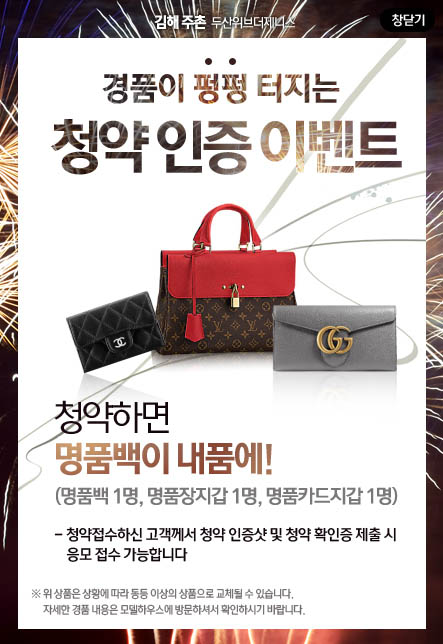 김해 주촌 두산위브더제니스
창닫기
경품이 펑펑 터지는
청약 인증 이벤트
청약하면
명품백이 내품에!
(명품백 1명, 명품장지갑 1명, 명품카드지갑 1명)
- 청약접수하신 고객께서 청약 인증샷 및 청약 확인증 제출 시
응모 접수 가능합니다
※ 위 상품은 상황에 따라 동등 이상의 상품으로 교체될 수 있습니다.
자세한 경품 내용은 모델하우스에 방문하셔서 확인하시기 바랍니다.